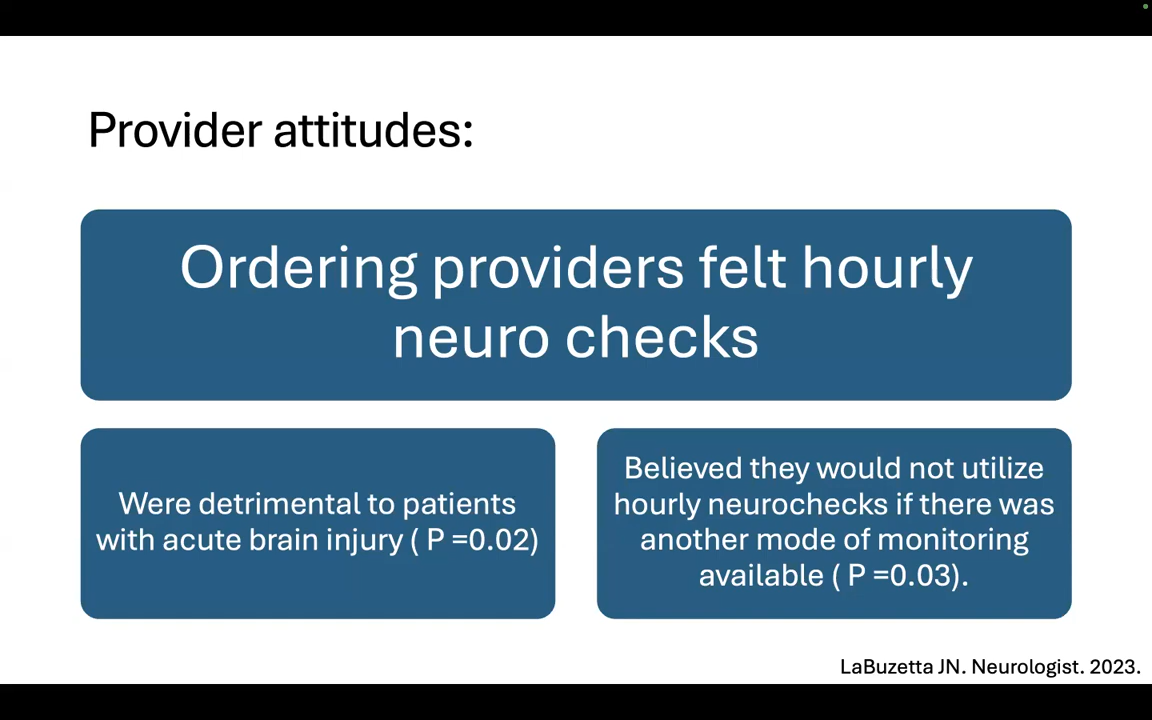 Provider attitudes:
Ordering providers felt hourly
neuro checks
Were detrimental to patients
with acute brain injury ( P =0.02)
Believed they would not utilize
hourly neurochecks if there was
another mode of monitoring
available ( P =0.03).
LaBuzetta JN. Neurologist. 2023.